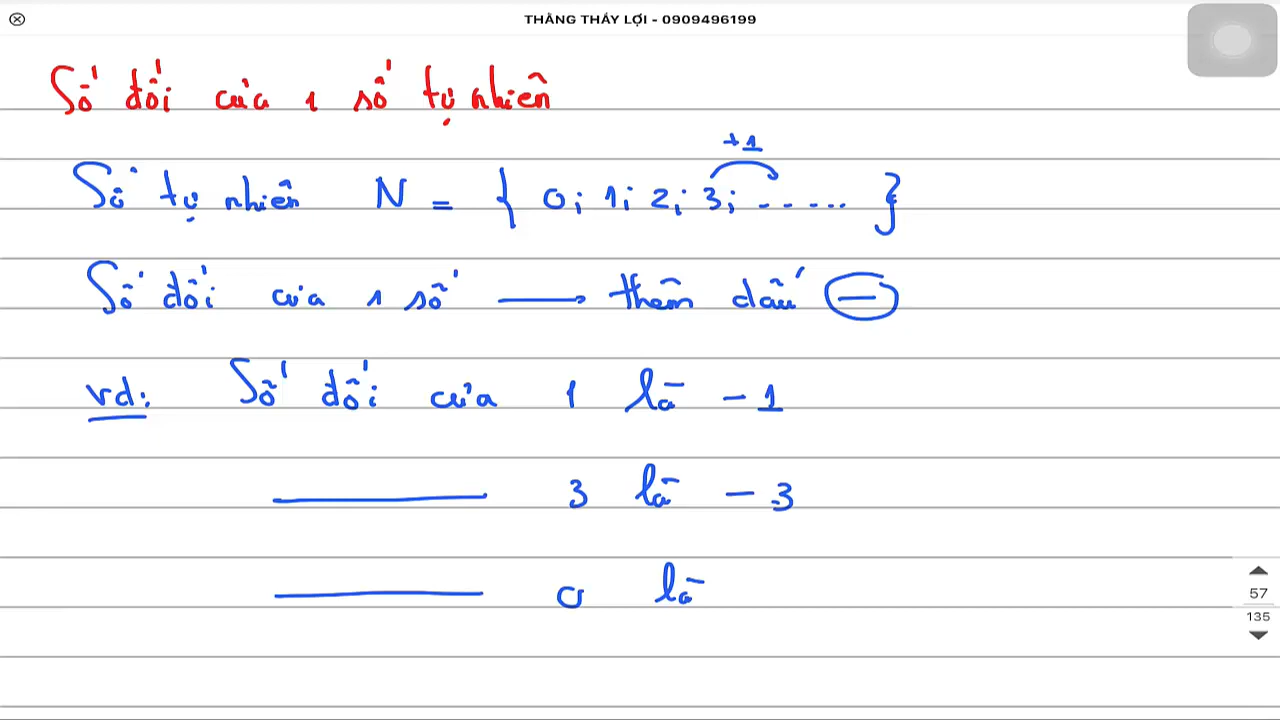 THẮNG THẦY LỢI - 0909496199
Số đối của 1 số tự nhiên
+1
Số tự nhiên N = { 0; 1; 2; 3; ..... }
Số đối của 1 số → thêm dấu -
vd: Số đối của 1 là - 1
3 là - 3
0 là
57
135